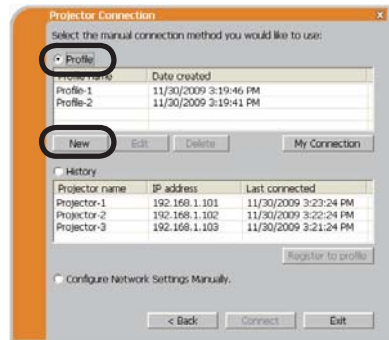 Projector Connection x
Select the manual connection method you would like to use:
Profile
Profile name Date created
Profile-1 11/30/2009 3:19:46 PM
Profile-2 11/30/2009 3:19:41 PM
New Edit Delete My Connection
History
Projector name IP address Last connected
Projector-1 192.168.1.101 11/30/2009 3:23:24 PM
Projector-2 192.168.1.102 11/30/2009 3:22:24 PM
Projector-3 192.168.1.103 11/30/2009 3:21:24 PM
Register to profile
Configure Network Settings Manually.
< Back Connect Exit